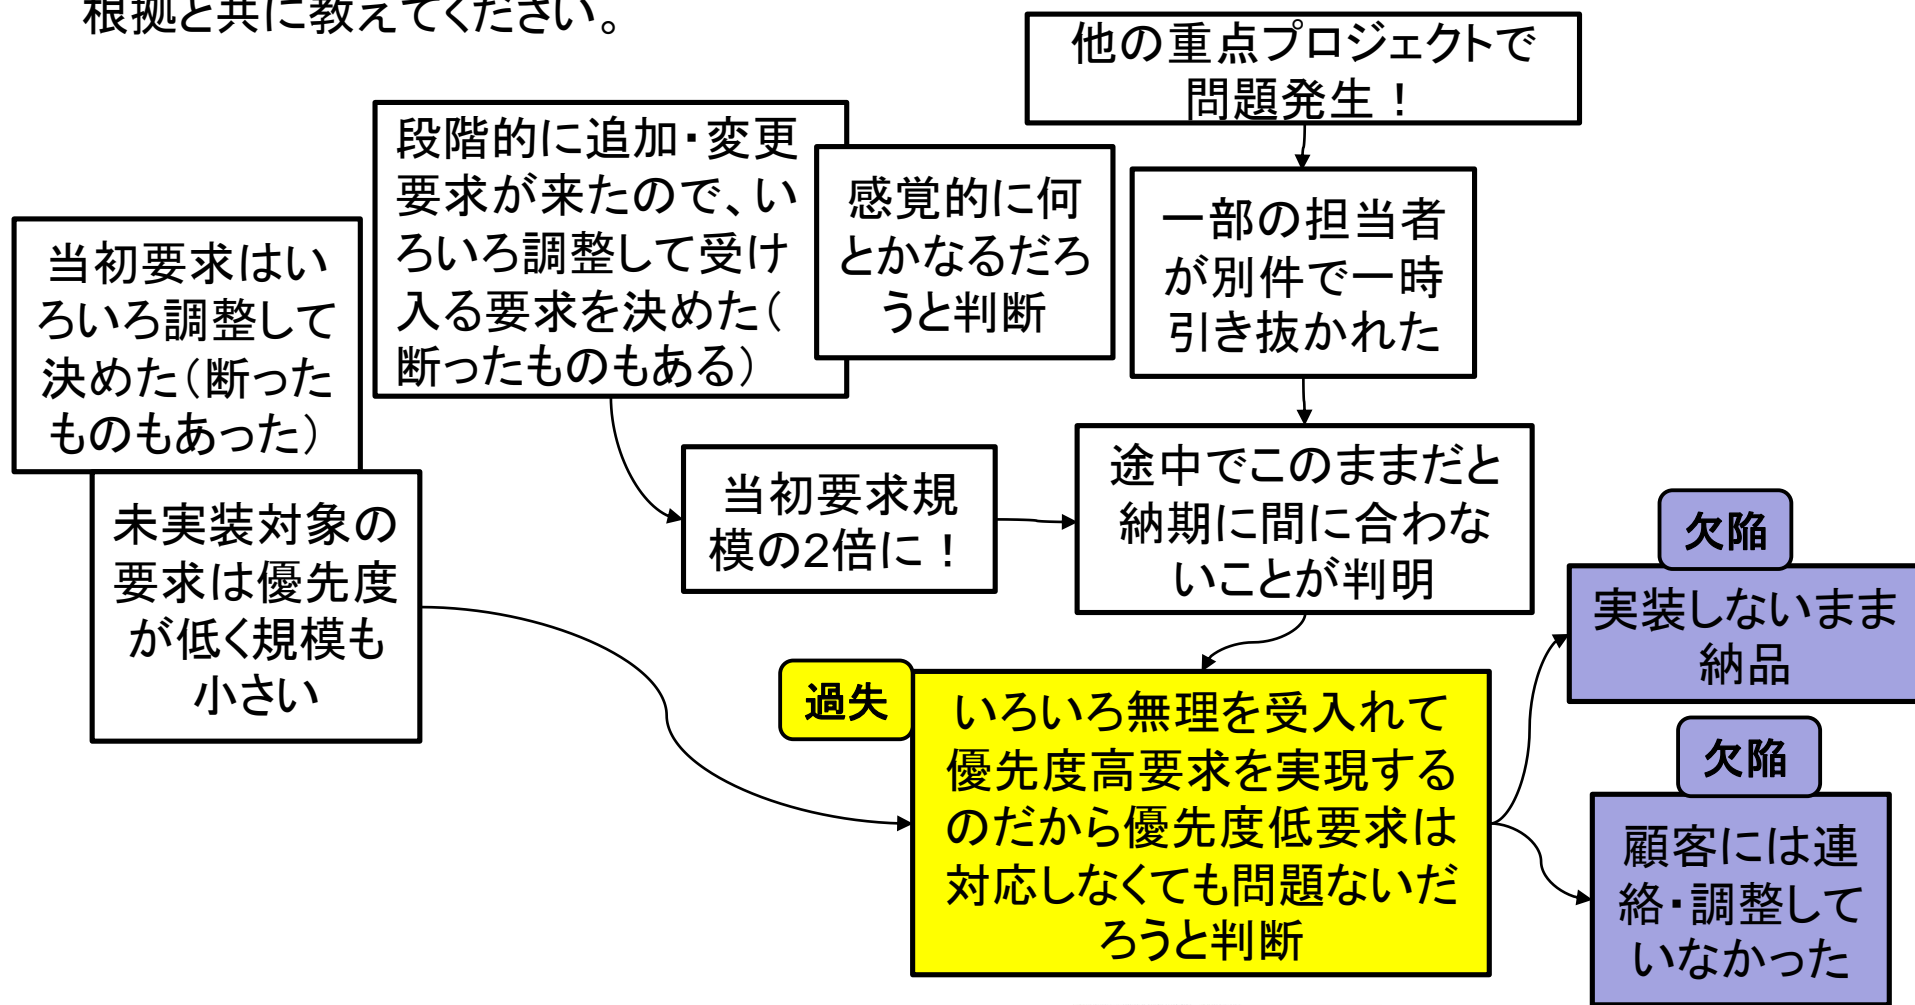 根拠と共に教えてください。
他の重点プロジェクトで
問題発生！
段階的に追加・変更
要求が来たので、い
ろいろ調整して受け
入る要求を決めた（
断ったものもある）
感覚的に何
とかなるだろ
うと判断
一部の担当者
が別件で一時
引き抜かれた
当初要求はい
ろいろ調整して
決めた（断った
ものもあった）
未実装対象の
要求は優先度
が低く規模も
小さい
当初要求規
模の2倍に！
途中でこのままだと
納期に間に合わな
いことが判明
過失
いろいろ無理を受入れて
優先度高要求を実現する
のだから優先度低要求は
対応しなくても問題ないだ
ろうと判断
欠陥
実装しないまま
納品
欠陥
顧客には連
絡・調整して
いなかった